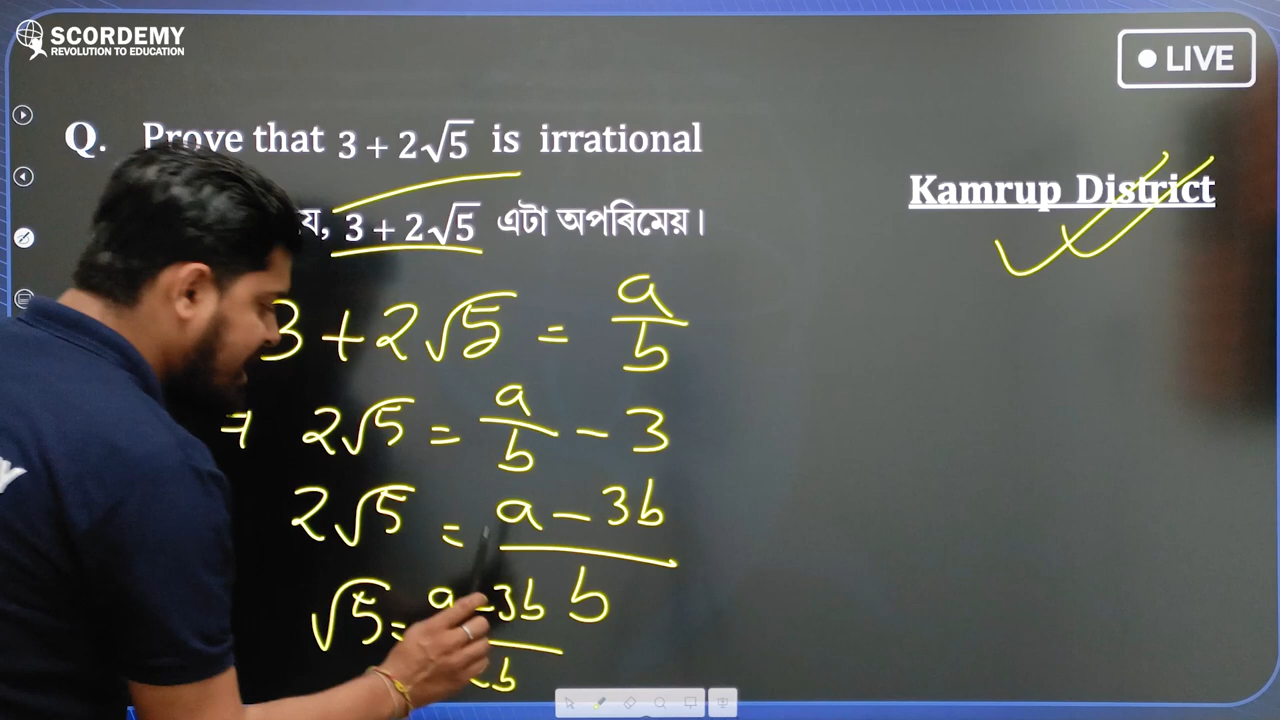 SCORDEMY
REVOLUTION TO EDUCATION
LIVE
Q. Prove that 3 + 2√5 is irrational
Kamrup District
3 + 2√5 এটা অপৰিমেয়।
3 + 2√5 = a/b
⇒ 2√5 = a/b - 3
2√5 = a - 3b / b
√5 = a - 3b / 2b